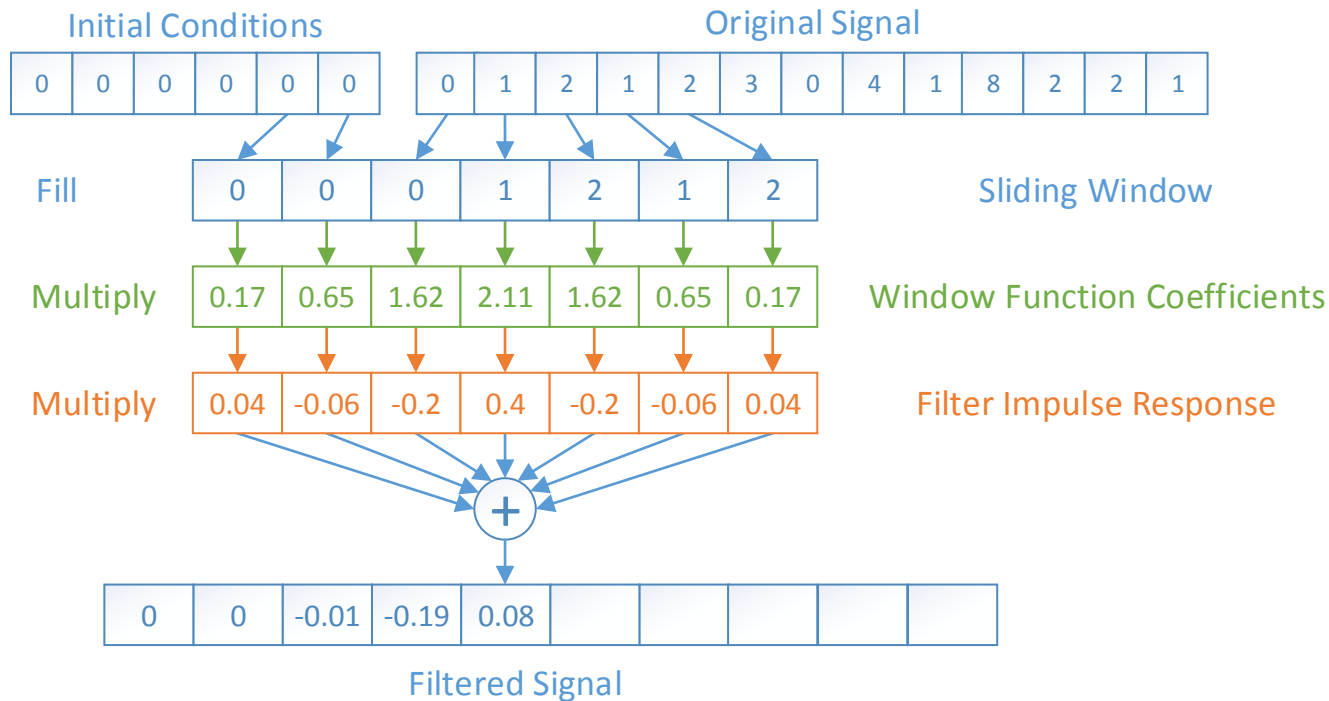 Initial Conditions Original Signal
0 0 0 0 0 0 0 1 2 1 2 3 0 4 1 8 2 2 1
Fill 0 0 0 1 2 1 2 Sliding Window
Multiply 0.17 0.65 1.62 2.11 1.62 0.65 0.17 Window Function Coefficients
Multiply 0.04 -0.06 -0.2 0.4 -0.2 -0.06 0.04 Filter Impulse Response
+
0 0 -0.01 -0.19 0.08
Filtered Signal